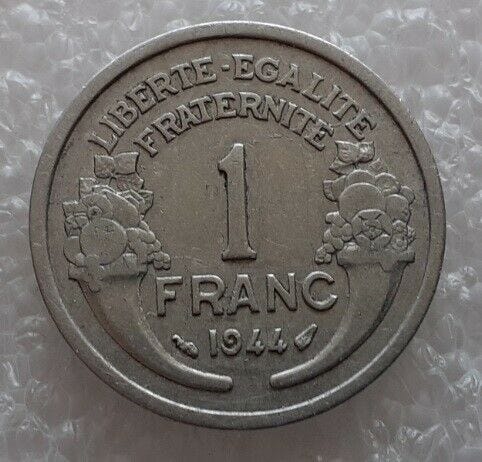 LIBERTE-EGALITE
FRATERNITE
1
FRANC
1944